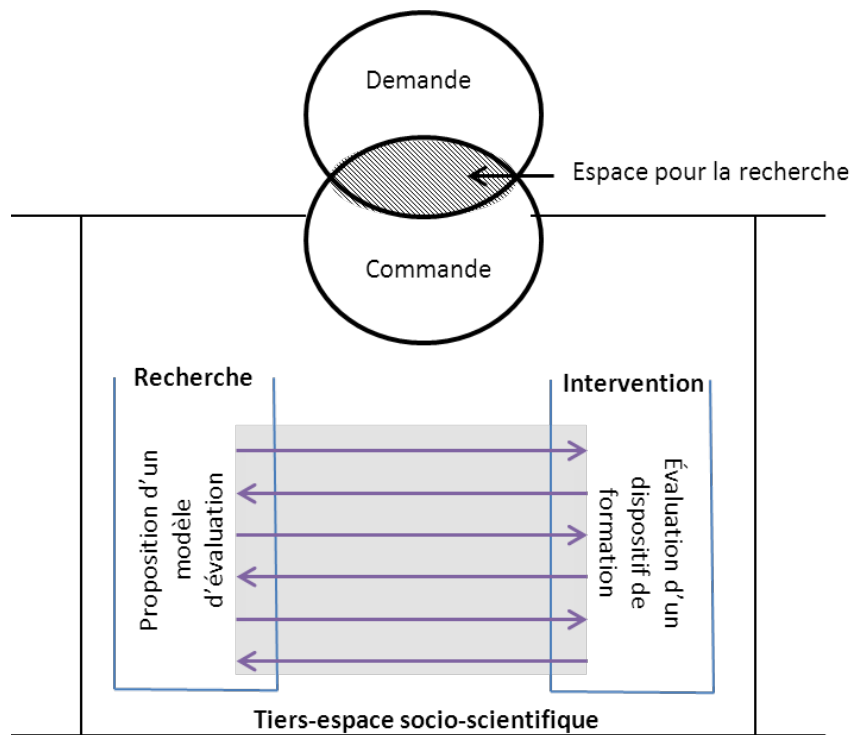 Demande
Espace pour la recherche
Commande
Recherche
Intervention
Proposition d'un
modèle
d'évaluation
Évaluation d'un
dispositif de
formation
Tiers-espace socio-scientifique